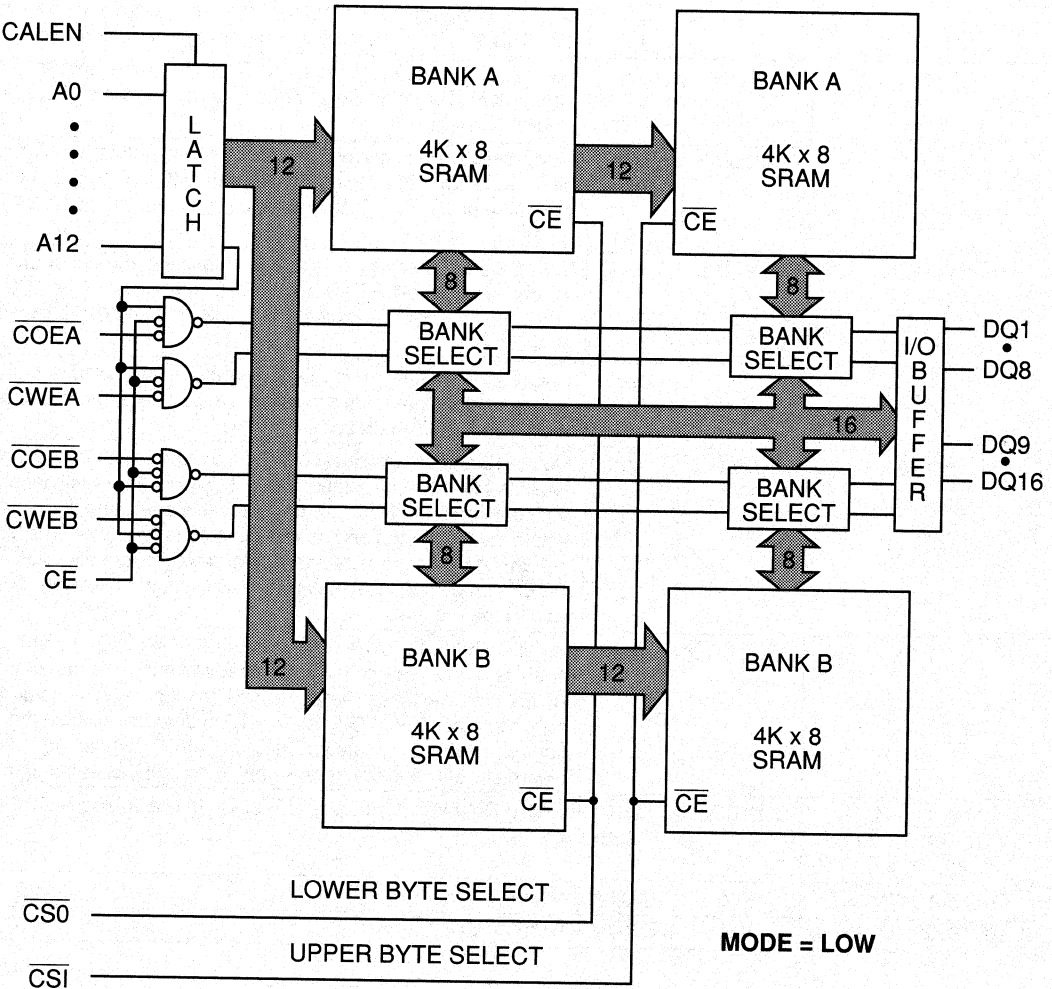 CALEN
A0
A12
LATCH
12
BANK A
4K x 8
SRAM
CE
12
BANK A
4K x 8
SRAM
CE
8
8
COEA
CWEA
COEB
CWEB
CE
BANK
SELECT
BANK
SELECT
I/O
BUFFER
DQ1
DQ8
16
DQ9
DQ16
BANK
SELECT
BANK
SELECT
8
8
12
BANK B
4K x 8
SRAM
CE
12
BANK B
4K x 8
SRAM
CE
LOWER BYTE SELECT
CS0
UPPER BYTE SELECT
CSI
MODE = LOW